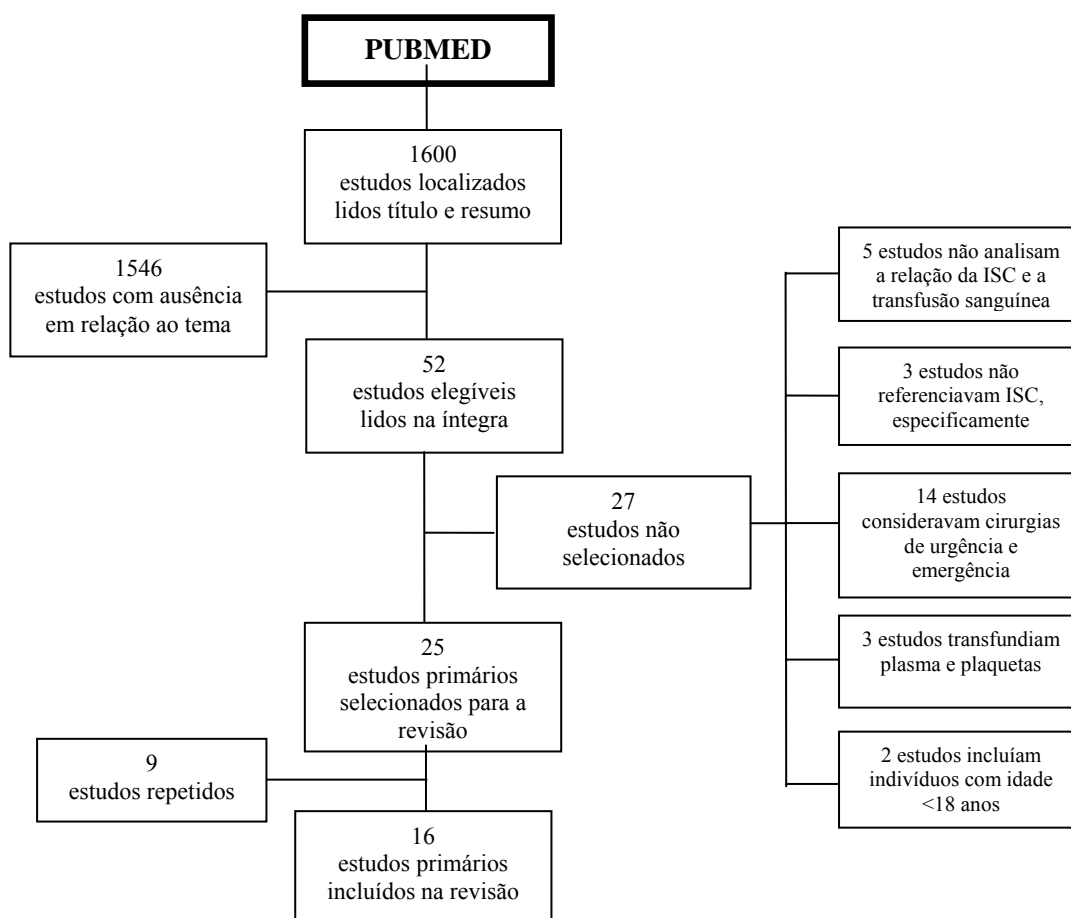 PUBMED
1600
estudos localizados
lidos título e resumo
1546
estudos com ausência
em relação ao tema
52
estudos elegíveis
lidos na íntegra
27
estudos não
selecionados
5 estudos não analisam
a relação da ISC e a
transfusão sanguínea
3 estudos não
referenciavam ISC,
especificamente
14 estudos
consideravam cirurgias
de urgência e
emergência
3 estudos transfundiam
plasma e plaquetas
2 estudos incluíam
indivíduos com idade
<18 anos
25
estudos primários
selecionados para a
revisão
9
estudos repetidos
16
estudos primários
incluídos na revisão